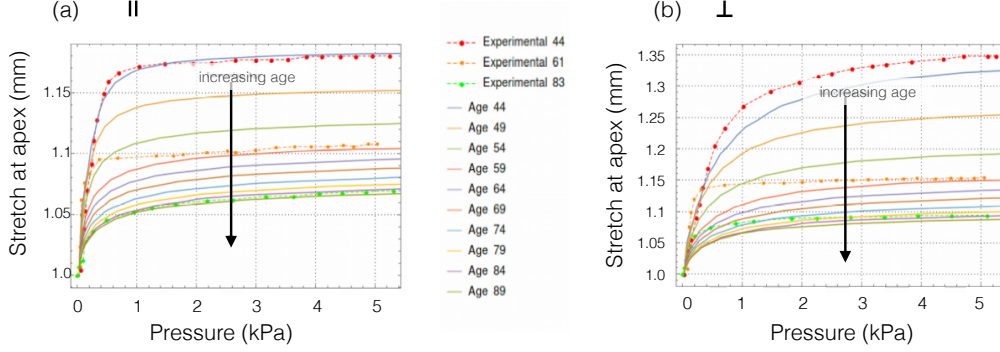 (a) ∥
Stretch at apex (mm)
1.15
1.1
1.05
1.0
increasing age
0 1 2 3 4 5
Pressure (kPa)
Experimental 44
Experimental 61
Experimental 83
Age 44
Age 49
Age 54
Age 59
Age 64
Age 69
Age 74
Age 79
Age 84
Age 89
(b) ⊥
Stretch at apex (mm)
1.35
1.3
1.25
1.2
1.15
1.1
1.05
1.0
increasing age
0 1 2 3 4 5
Pressure (kPa)